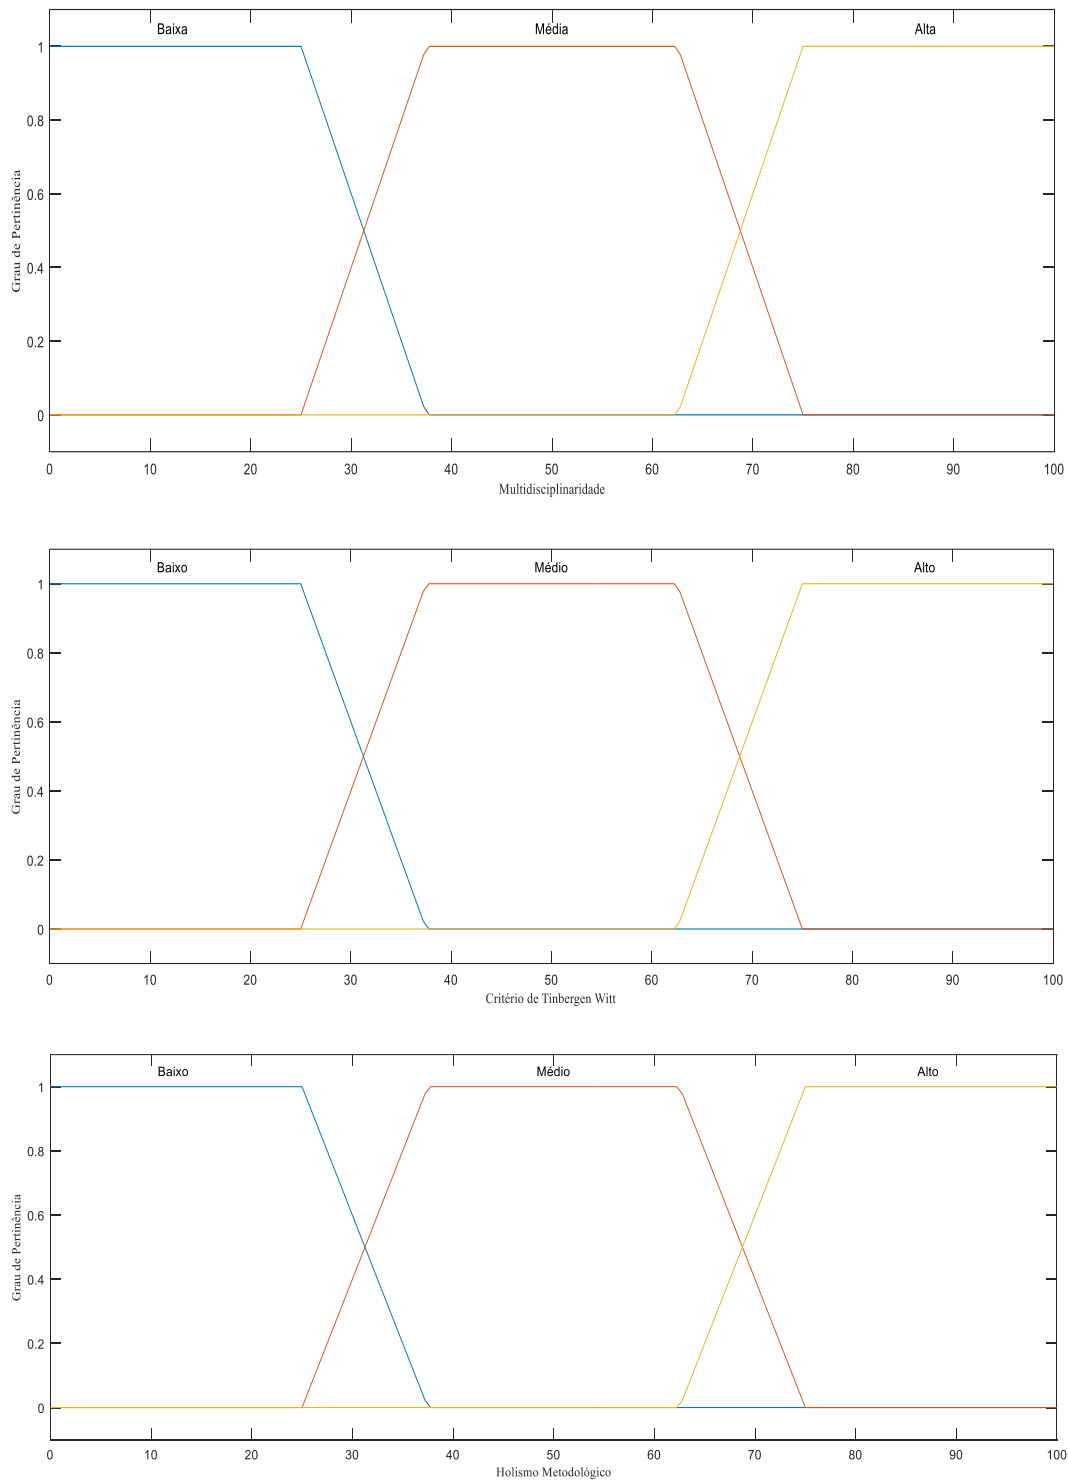 Baixa Média Alta
1
0.8
0.6
0.4
0.2
0
Grau de Pertinência
0 10 20 30 40 50 60 70 80 90 100
Multidisciplinaridade
Baixo Médio Alto
1
0.8
0.6
0.4
0.2
0
Grau de Pertinência
0 10 20 30 40 50 60 70 80 90 100
Critério de Tinbergen Witt
Baixo Médio Alto
1
0.8
0.6
0.4
0.2
0
Grau de Pertinência
0 10 20 30 40 50 60 70 80 90 100
Holismo Metodológico